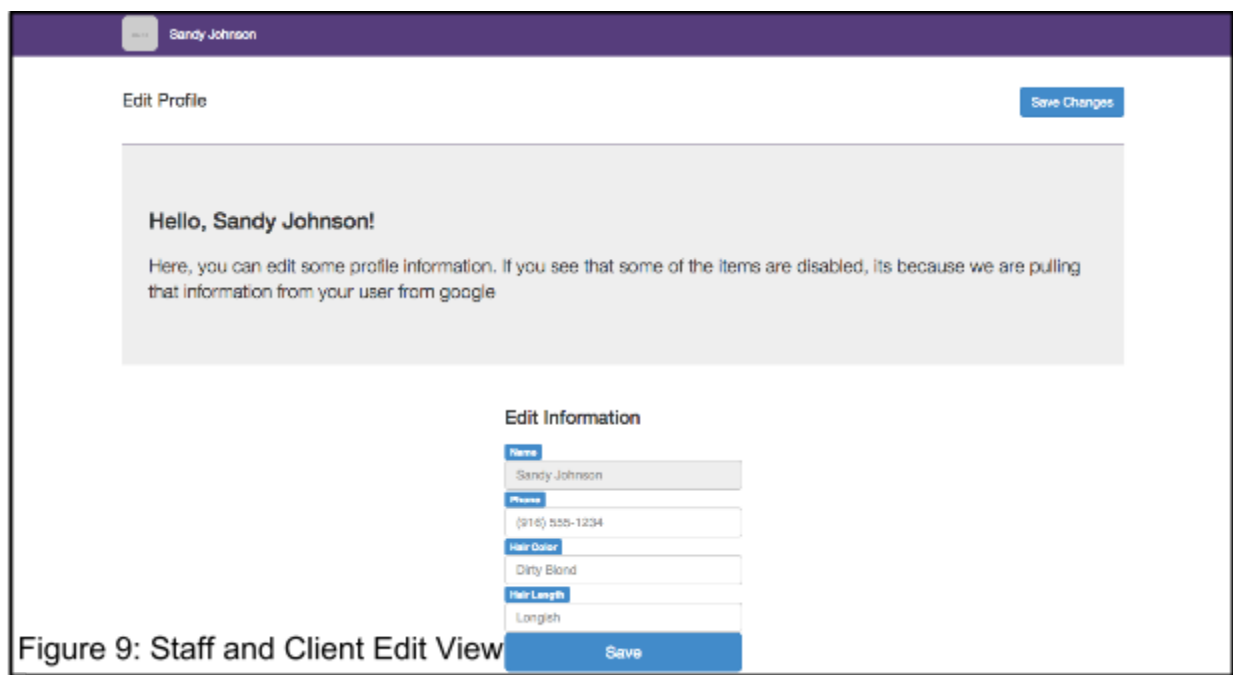 Sandy Johnson
Edit Profile
Save Changes
Hello, Sandy Johnson!
Here, you can edit some profile information. If you see that some of the items are disabled, its because we are pulling
that information from your user from google
Edit Information
Name
Sandy Johnson
Phone
(916) 555-1234
Hair Color
Dirty Blond
Hair Length
Longish
Save
Figure 9: Staff and Client Edit View